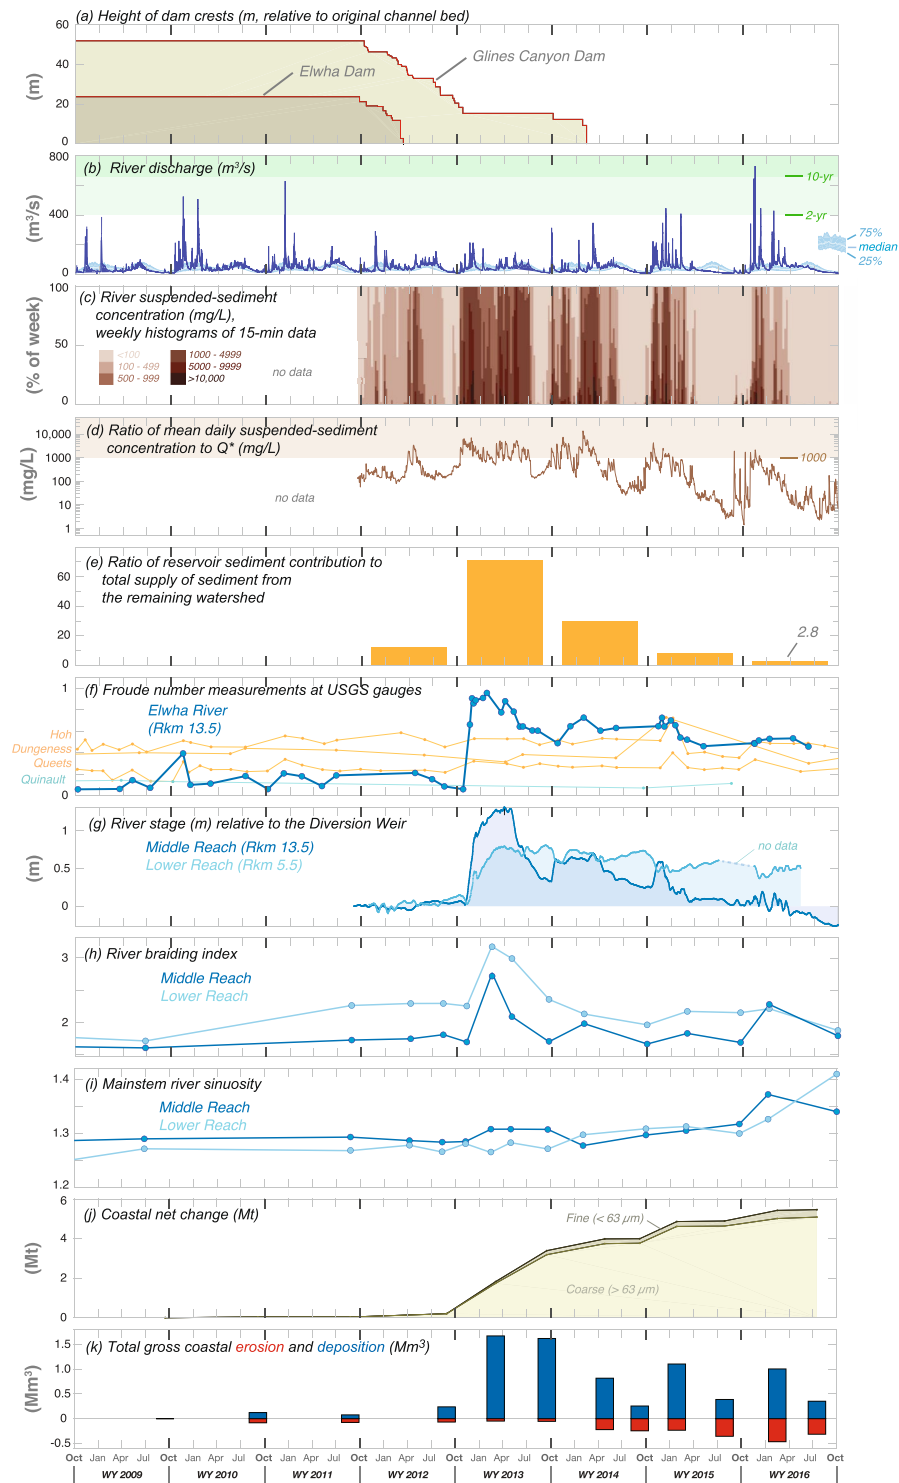 (a) Height of dam crests (m, relative to original channel bed)
60
40
20
0
(m)
Elwha Dam
Glines Canyon Dam
(b) River discharge (m³/s)
800
400
0
(m³/s)
10-yr
2-yr
75%
median
25%
(c) River suspended-sediment
concentration (mg/L),
weekly histograms of 15-min data
100
50
0
(% of week)
<100
100 - 499
500 - 999
1000 - 4999
5000 - 9999
>10,000
no data
(d) Ratio of mean daily suspended-sediment
concentration to Q* (mg/L)
10,000
1000
100
10
1
(mg/L)
1000
no data
(e) Ratio of reservoir sediment contribution to
total supply of sediment from
the remaining watershed
60
40
20
0
2.8
(f) Froude number measurements at USGS gauges
1
0
Elwha River
(Rkm 13.5)
Hoh
Dungeness
Queets
Quinault
(g) River stage (m) relative to the Diversion Weir
1
0.5
0
(m)
Middle Reach (Rkm 13.5)
Lower Reach (Rkm 5.5)
no data
(h) River braiding index
3
2
Middle Reach
Lower Reach
(i) Mainstem river sinuosity
1.4
1.3
1.2
Middle Reach
Lower Reach
(j) Coastal net change (Mt)
6
4
2
0
(Mt)
Fine (< 63 µm)
Coarse (> 63 µm)
(k) Total gross coastal erosion and deposition (Mm³)
1.5
1.0
0.5
0
-0.5
(Mm³)
Oct Jan Apr Jul Oct Jan Apr Jul Oct Jan Apr Jul Oct Jan Apr Jul Oct Jan Apr Jul Oct Jan Apr Jul Oct Jan Apr Jul Oct Jan Apr Jul Oct
WY 2009 WY 2010 WY 2011 WY 2012 WY 2013 WY 2014 WY 2015 WY 2016